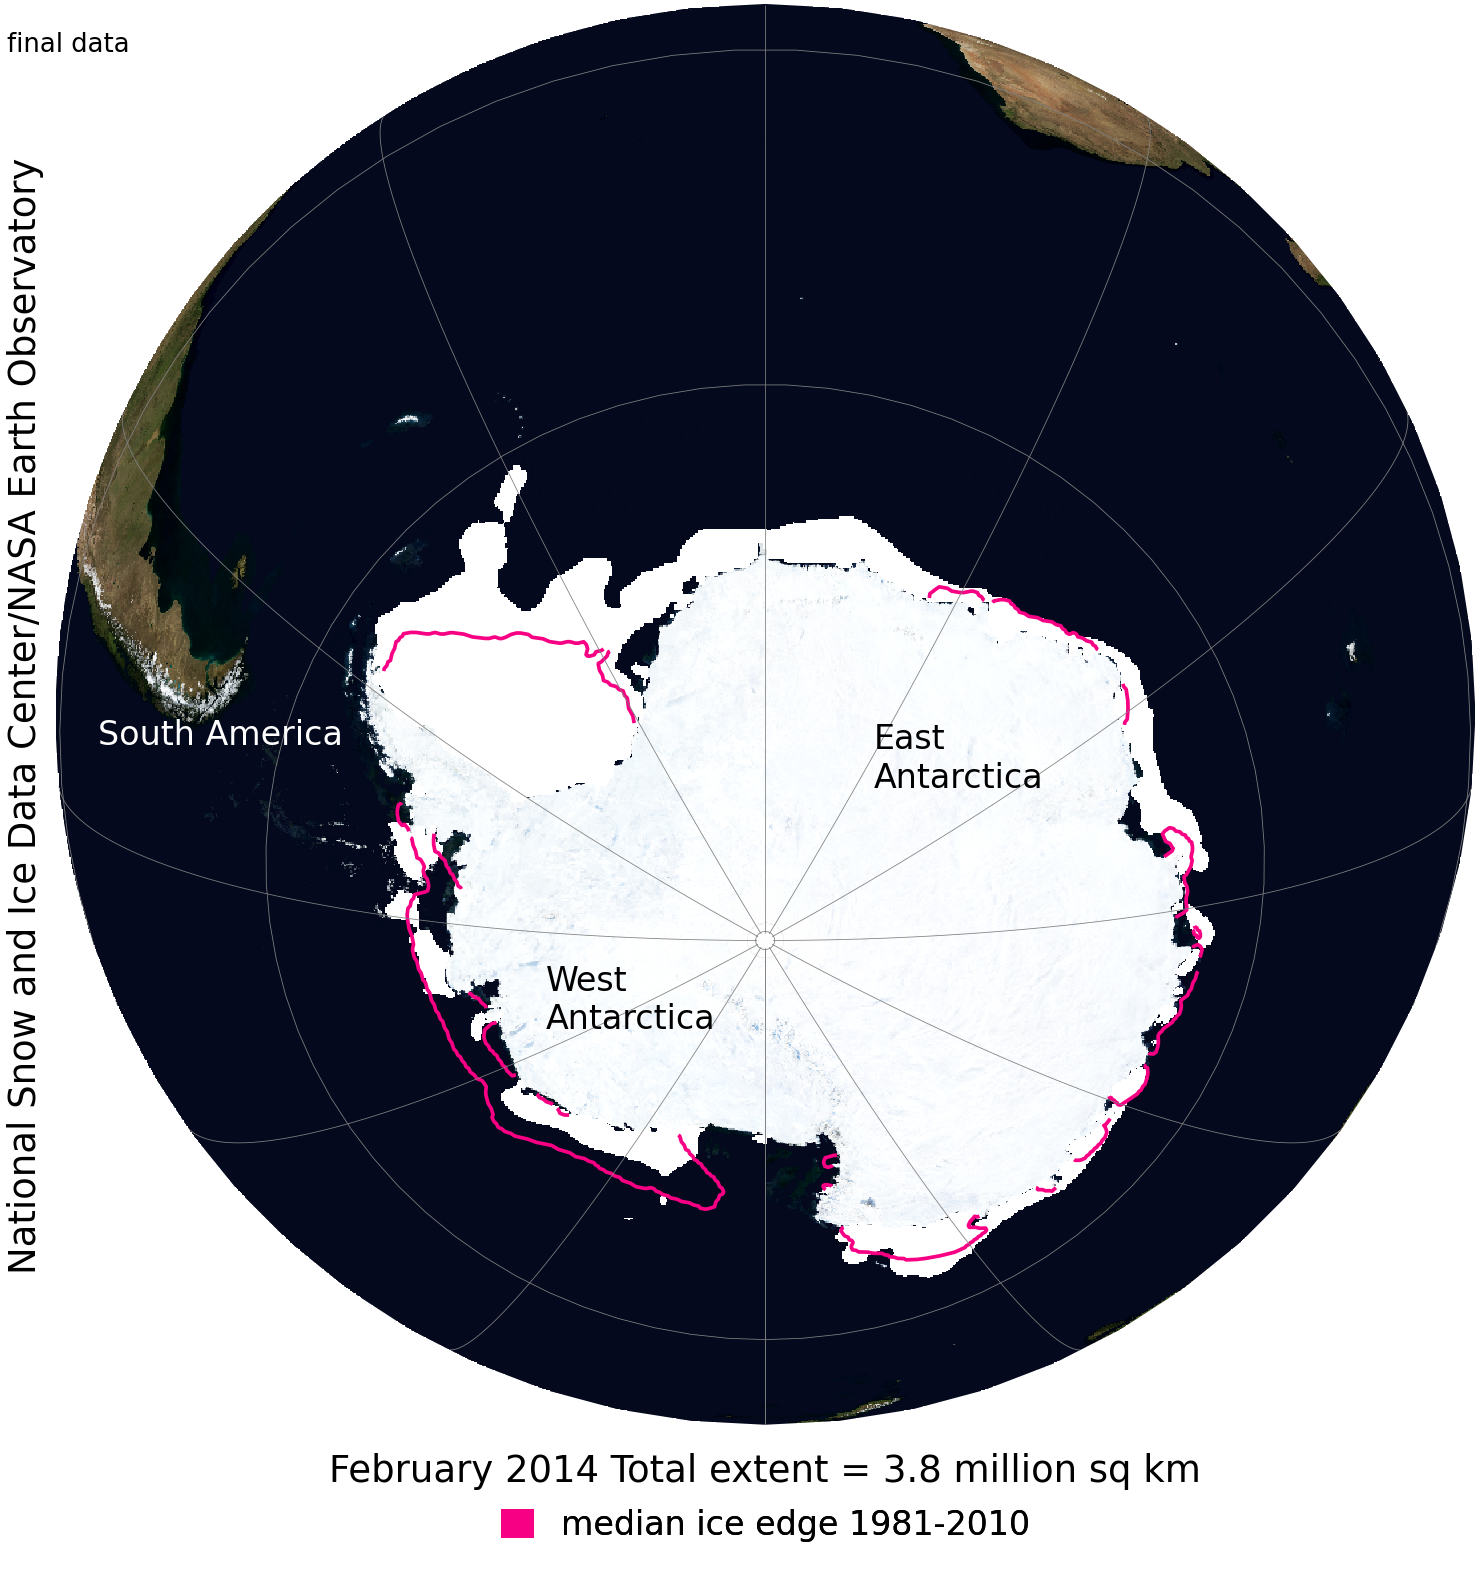 final data
National Snow and Ice Data Center/NASA Earth Observatory
South America
East
Antarctica
West
Antarctica
February 2014 Total extent = 3.8 million sq km
median ice edge 1981-2010